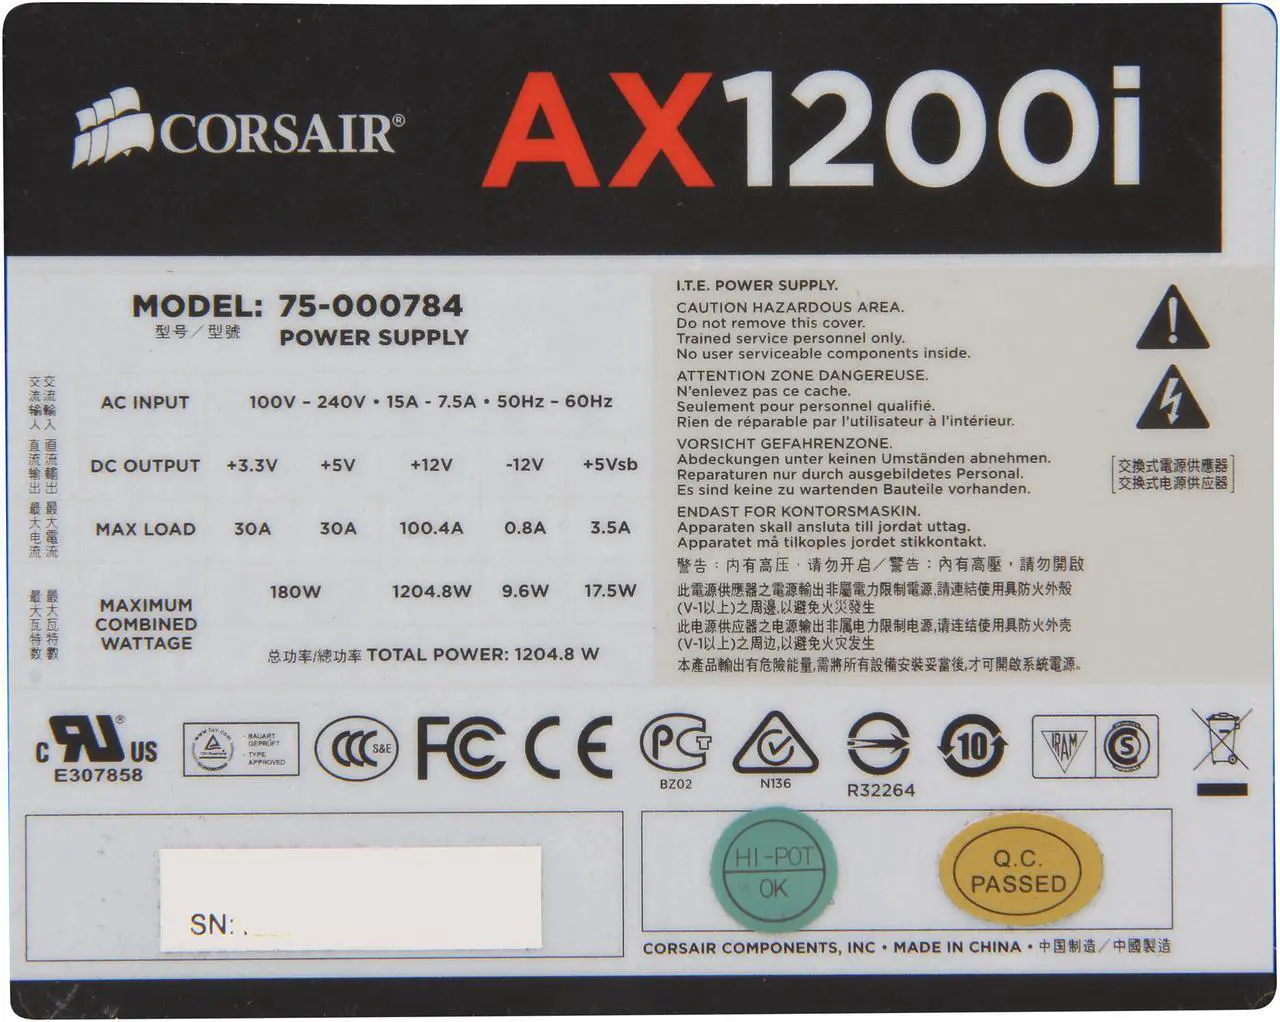 CORSAIR®
AX1200i
MODEL: 75-000784
型号／型號
POWER SUPPLY
交流输入
交流輸入
AC INPUT 100V – 240V • 15A - 7.5A • 50Hz – 60Hz
直流输出
直流輸出
DC OUTPUT +3.3V +5V +12V -12V +5Vsb
最大电流
最大電流
MAX LOAD 30A 30A 100.4A 0.8A 3.5A
最大瓦特数
最大瓦特數
MAXIMUM COMBINED WATTAGE
180W 1204.8W 9.6W 17.5W
总功率/總功率 TOTAL POWER: 1204.8 W
I.T.E. POWER SUPPLY.
CAUTION HAZARDOUS AREA.
Do not remove this cover.
Trained service personnel only.
No user serviceable components inside.
ATTENTION ZONE DANGEREUSE.
N'enlevez pas ce cache.
Seulement pour personnel qualifié.
Rien de réparable par l'utilisateur à l'intérieur.
VORSICHT GEFAHRENZONE.
Abdeckungen unter keinen Umständen abnehmen.
Reparaturen nur durch ausgebildetes Personal.
Es sind keine zu wartenden Bauteile vorhanden.
ENDAST FOR KONTORSMASKIN.
Apparaten skall ansluta till jordat uttag.
Apparatet må tilkoples jordet stikkontakt.
警告：内有高压，请勿开启／警告：內有高壓，請勿開啟
此電源供應器之電源輸出非屬電力限制電源,請連結使用具防火外殼
(V-1以上)之周邊,以避免火災發生
此电源供应器之电源输出非属电力限制电源,请连结使用具防火外壳
(V-1以上)之周边,以避免火灾发生
本產品輸出有危險能量,需將所有設備安裝妥當後,才可開啟系統電源。
交換式電源供應器
交换式电源供应器
c RU® US
E307858
www.tuv.com
BAUART
GEPRÜFT
TYPE
APPROVED
CCC S&E
FC CE
PCT
BZ02
N136
R32264
10
IRAM
S
SN:
HI-POT
OK
Q.C.
PASSED
CORSAIR COMPONENTS, INC • MADE IN CHINA • 中国制造／中國製造